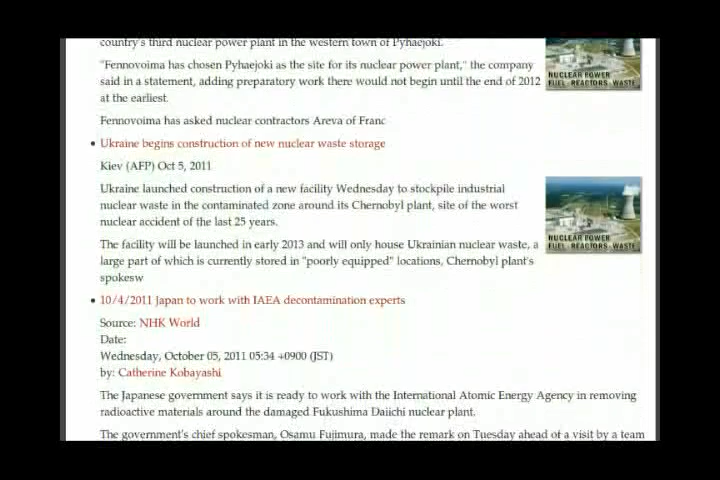 country's third nuclear power plant in the western town of Pyhaejoki.
"Fennovoima has chosen Pyhaejoki as the site for its nuclear power plant," the company
said in a statement, adding preparatory work there would not begin until the end of 2012
at the earliest.
Fennovoima has asked nuclear contractors Areva of Franc
NUCLEAR POWER
FUEL - REACTORS - WASTE
• Ukraine begins construction of new nuclear waste storage
Kiev (AFP) Oct 5, 2011
Ukraine launched construction of a new facility Wednesday to stockpile industrial
nuclear waste in the contaminated zone around its Chernobyl plant, site of the worst
nuclear accident of the last 25 years.
The facility will be launched in early 2013 and will only house Ukrainian nuclear waste, a
large part of which is currently stored in "poorly equipped" locations, Chernobyl plant's
spokesw
NUCLEAR POWER
FUEL - REACTORS - WASTE
• 10/4/2011 Japan to work with IAEA decontamination experts
Source: NHK World
Date:
Wednesday, October 05, 2011 05:34 +0900 (JST)
by: Catherine Kobayashi
The Japanese government says it is ready to work with the International Atomic Energy Agency in removing
radioactive materials around the damaged Fukushima Daiichi nuclear plant.
The government's chief spokesman, Osamu Fujimura, made the remark on Tuesday ahead of a visit by a team